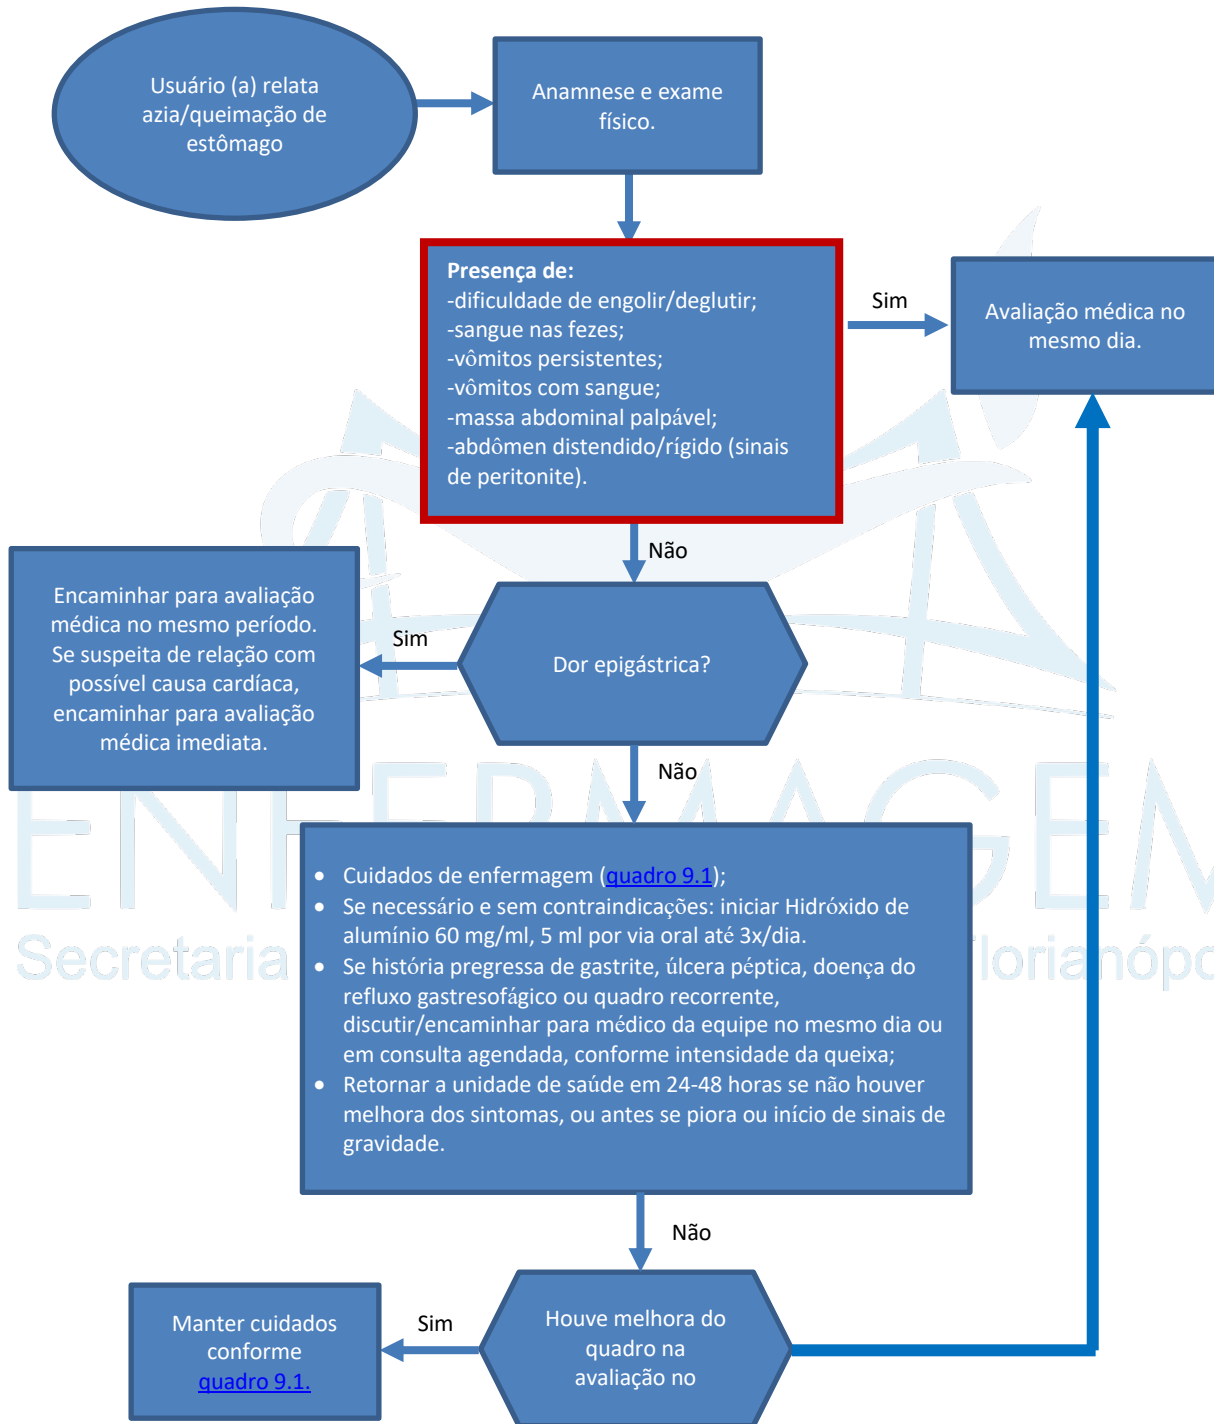 Usuário (a) relata
azia/queimação de
estômago
Anamnese e exame
físico.
Presença de:
-dificuldade de engolir/deglutir;
-sangue nas fezes;
-vômitos persistentes;
-vômitos com sangue;
-massa abdominal palpável;
-abdômen distendido/rígido (sinais
de peritonite).
Sim
Avaliação médica no
mesmo dia.
Não
Encaminhar para avaliação
médica no mesmo período.
Se suspeita de relação com
possível causa cardíaca,
encaminhar para avaliação
médica imediata.
Sim
Dor epigástrica?
Não
ENFERMAGEM
Secretaria
lorianópo
• Cuidados de enfermagem (quadro 9.1);
• Se necessário e sem contraindicações: iniciar Hidróxido de
alumínio 60 mg/ml, 5 ml por via oral até 3x/dia.
• Se história pregressa de gastrite, úlcera péptica, doença do
refluxo gastresofágico ou quadro recorrente,
discutir/encaminhar para médico da equipe no mesmo dia ou
em consulta agendada, conforme intensidade da queixa;
• Retornar a unidade de saúde em 24-48 horas se não houver
melhora dos sintomas, ou antes se piora ou início de sinais de
gravidade.
Não
Manter cuidados
conforme
quadro 9.1.
Sim
Houve melhora do
quadro na
avaliação no